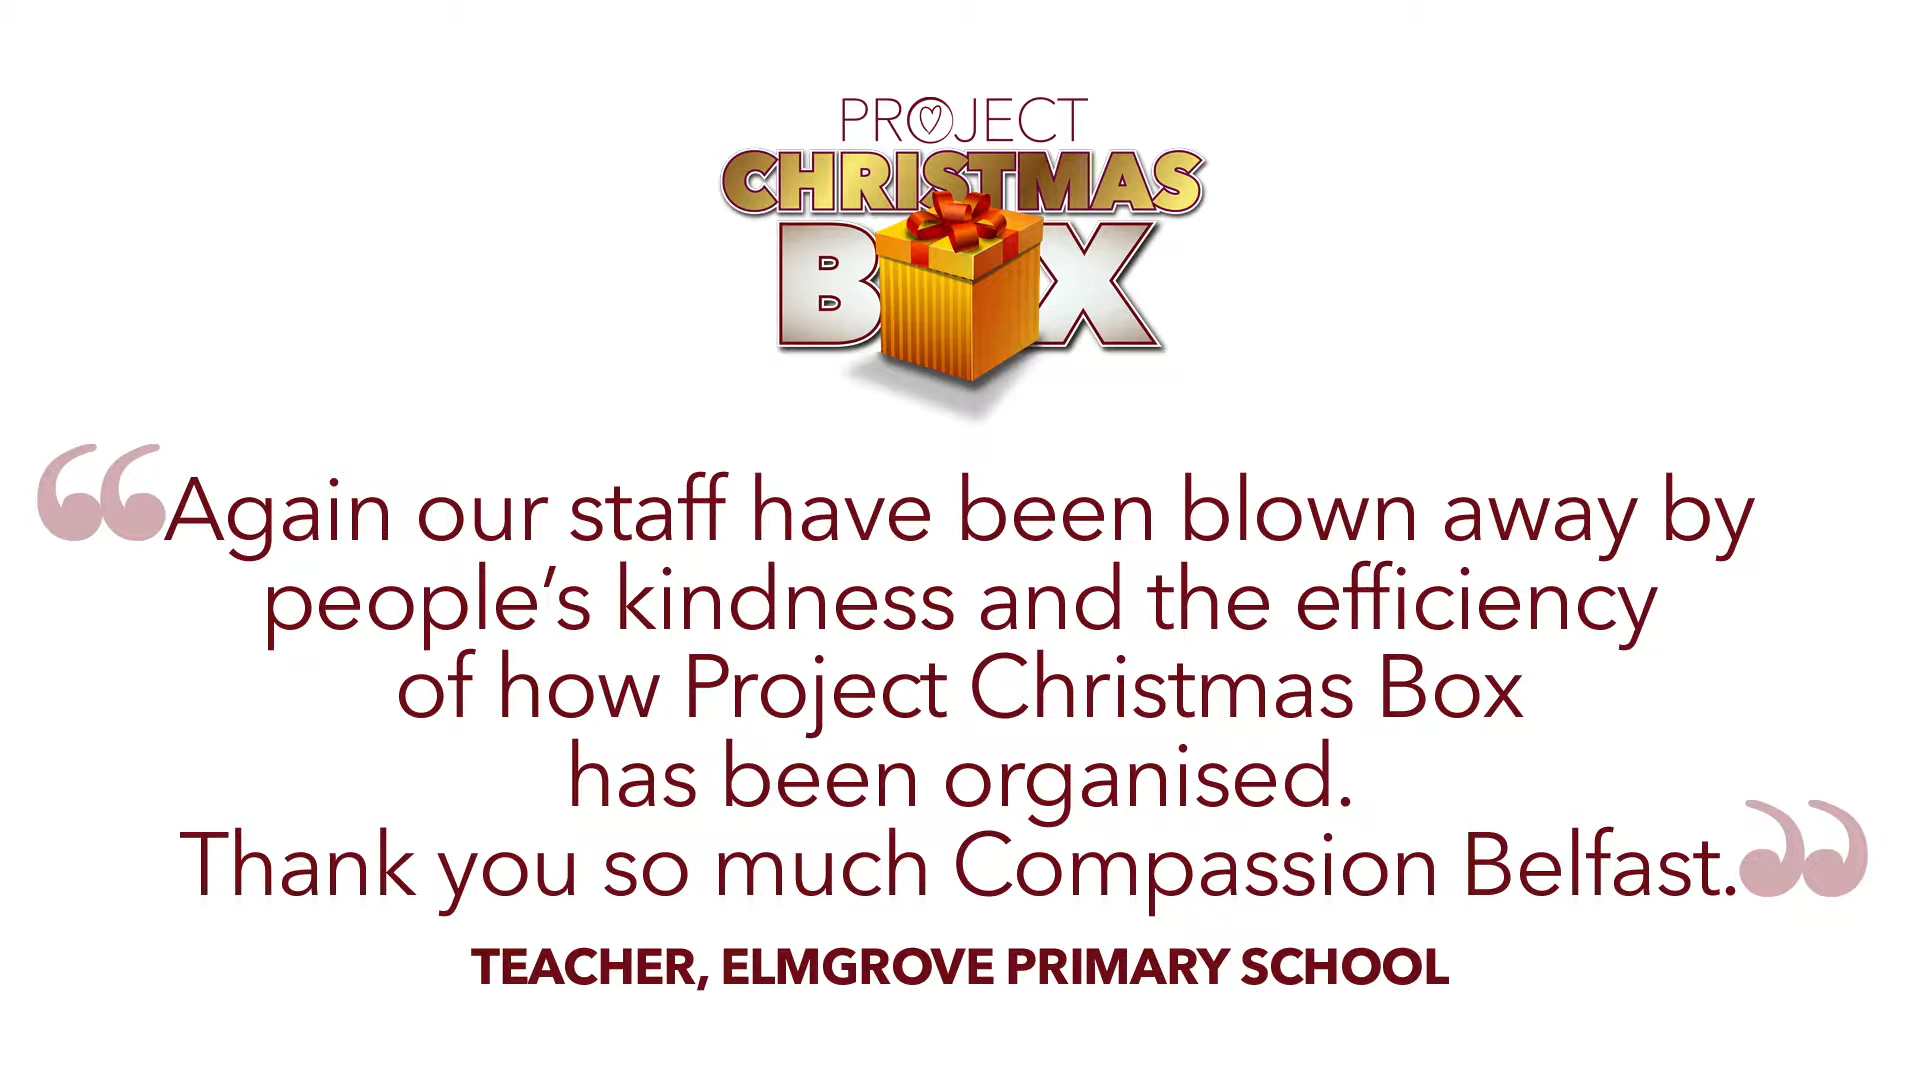 PROJECT
CHRISTMAS
BOX
“Again our staff have been blown away by
people’s kindness and the efficiency
of how Project Christmas Box
has been organised.
Thank you so much Compassion Belfast.”
TEACHER, ELMGROVE PRIMARY SCHOOL